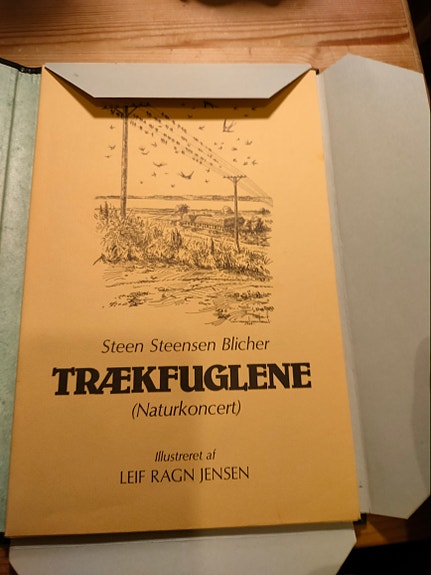 Steen Steensen Blicher
TRÆKFUGLENE
(Naturkoncert)
Illustreret af
LEIF RAGN JENSEN